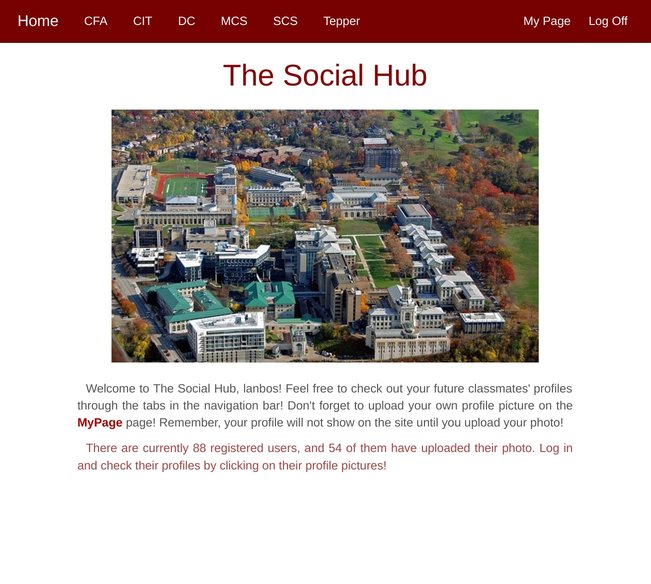 Home CFA CIT DC MCS SCS Tepper My Page Log Off
The Social Hub
Welcome to The Social Hub, lanbos! Feel free to check out your future classmates' profiles
through the tabs in the navigation bar! Don't forget to upload your own profile picture on the
MyPage page! Remember, your profile will not show on the site until you upload your photo!
There are currently 88 registered users, and 54 of them have uploaded their photo. Log in
and check their profiles by clicking on their profile pictures!